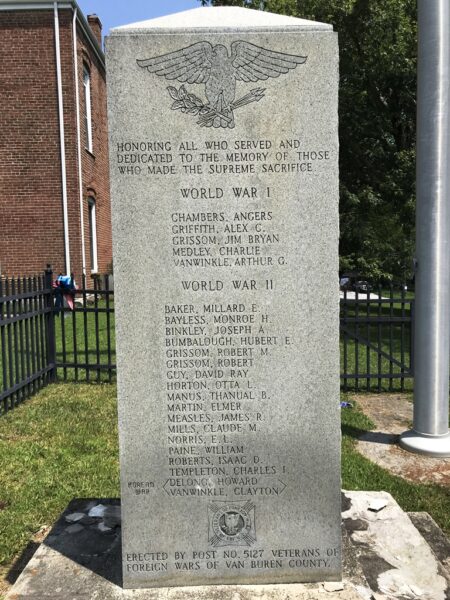 HONORING ALL WHO SERVED AND
DEDICATED TO THE MEMORY OF THOSE
WHO MADE THE SUPREME SACRIFICE.
WORLD WAR I
CHAMBERS, ANGERS
GRIFFITH, ALEX C.
GRISSOM, JIM BRYAN
MEDLEY, CHARLIE
VANWINKLE, ARTHUR G.
WORLD WAR II
BAKER, MILLARD E.
BAYLESS, MONROE H.
BINKLEY, JOSEPH A.
BUMBALOUGH, HUBERT E.
GRISSOM, ROBERT M.
GRISSOM, ROBERT
GUY, DAVID RAY
HORTON, OTTA L.
MANUS, THANUAL B.
MARTIN, ELMER
MEASLES, JAMES R.
MILLS, CLAUDE M.
NORRIS, E. L.
PAINE, WILLIAM
ROBERTS, ISAAC D.
TEMPLETON, CHARLES I.
KOREAN WAR
DELONG, HOWARD
VANWINKLE, CLAYTON
ERECTED BY POST NO. 5127 VETERANS OF
FOREIGN WARS OF VAN BUREN COUNTY.